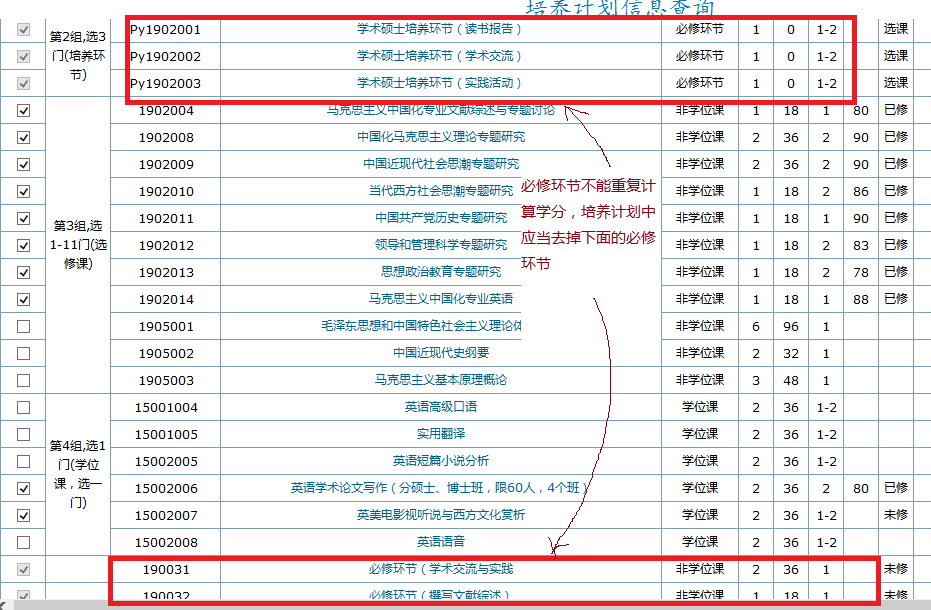 培养计划信息查询
第2组,选3门(培养环节)
Py1902001 学术硕士培养环节（读书报告） 必修环节 1 0 1-2 选课
Py1902002 学术硕士培养环节（学术交流） 必修环节 1 0 1-2 选课
Py1902003 学术硕士培养环节（实践活动） 必修环节 1 0 1-2 选课
第3组,选1-11门(选修课)
1902004 马克思主义中国化专业文献综述与专题讨论 非学位课 1 18 1 80 已修
1902008 中国化马克思主义理论专题研究 非学位课 2 36 2 90 已修
1902009 中国近现代社会思潮专题研究 非学位课 2 36 2 90 已修
1902010 当代西方社会思潮专题研究 非学位课 1 18 2 86 已修
1902011 中国共产党历史专题研究 非学位课 1 18 1 90 已修
1902012 领导和管理科学专题研究 非学位课 1 18 2 83 已修
1902013 思想政治教育专题研究 非学位课 1 18 2 78 已修
1902014 马克思主义中国化专业英语 非学位课 1 18 1 88 已修
1905001 毛泽东思想和中国特色社会主义理论体 非学位课 6 96 1
1905002 中国近现代史纲要 非学位课 2 32 1
1905003 马克思主义基本原理概论 非学位课 3 48 1
必修环节不能重复计
算学分，培养计划中
应当去掉下面的必修
环节
第4组,选1门(学位课，选一门)
15001004 英语高级口语 学位课 2 36 1-2
15001005 实用翻译 学位课 2 36 1-2
15002005 英语短篇小说分析 学位课 2 36 1-2
15002006 英语学术论文写作（分硕士、博士班，限60人，4个班） 学位课 2 36 2 80 已修
15002007 英美电影视听说与西方文化赏析 学位课 2 36 1-2 未修
15002008 英语语音 学位课 2 36 1-2
190031 必修环节（学术交流与实践 非学位课 2 36 1 未修
190032 必修环节（撰写文献综述） 非学位课 1 18 1 未修